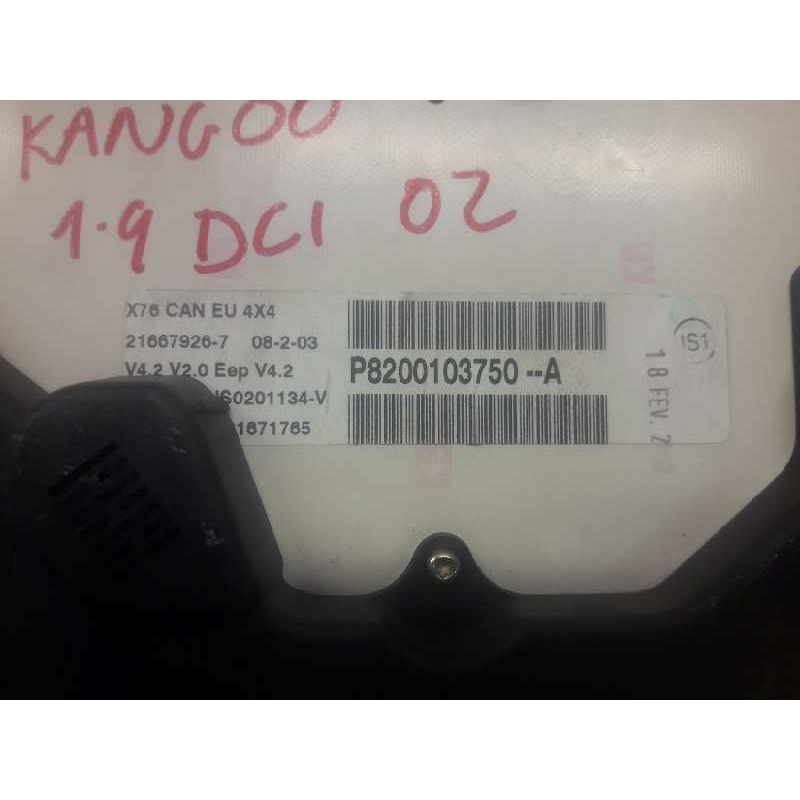 KANGOO
1.9 DCI 02
X76 CAN EU 4X4
21667926-7 08-2-03
V4.2 V2.0 Eep V4.2
P8200103750--A
IS1
18 FEV.